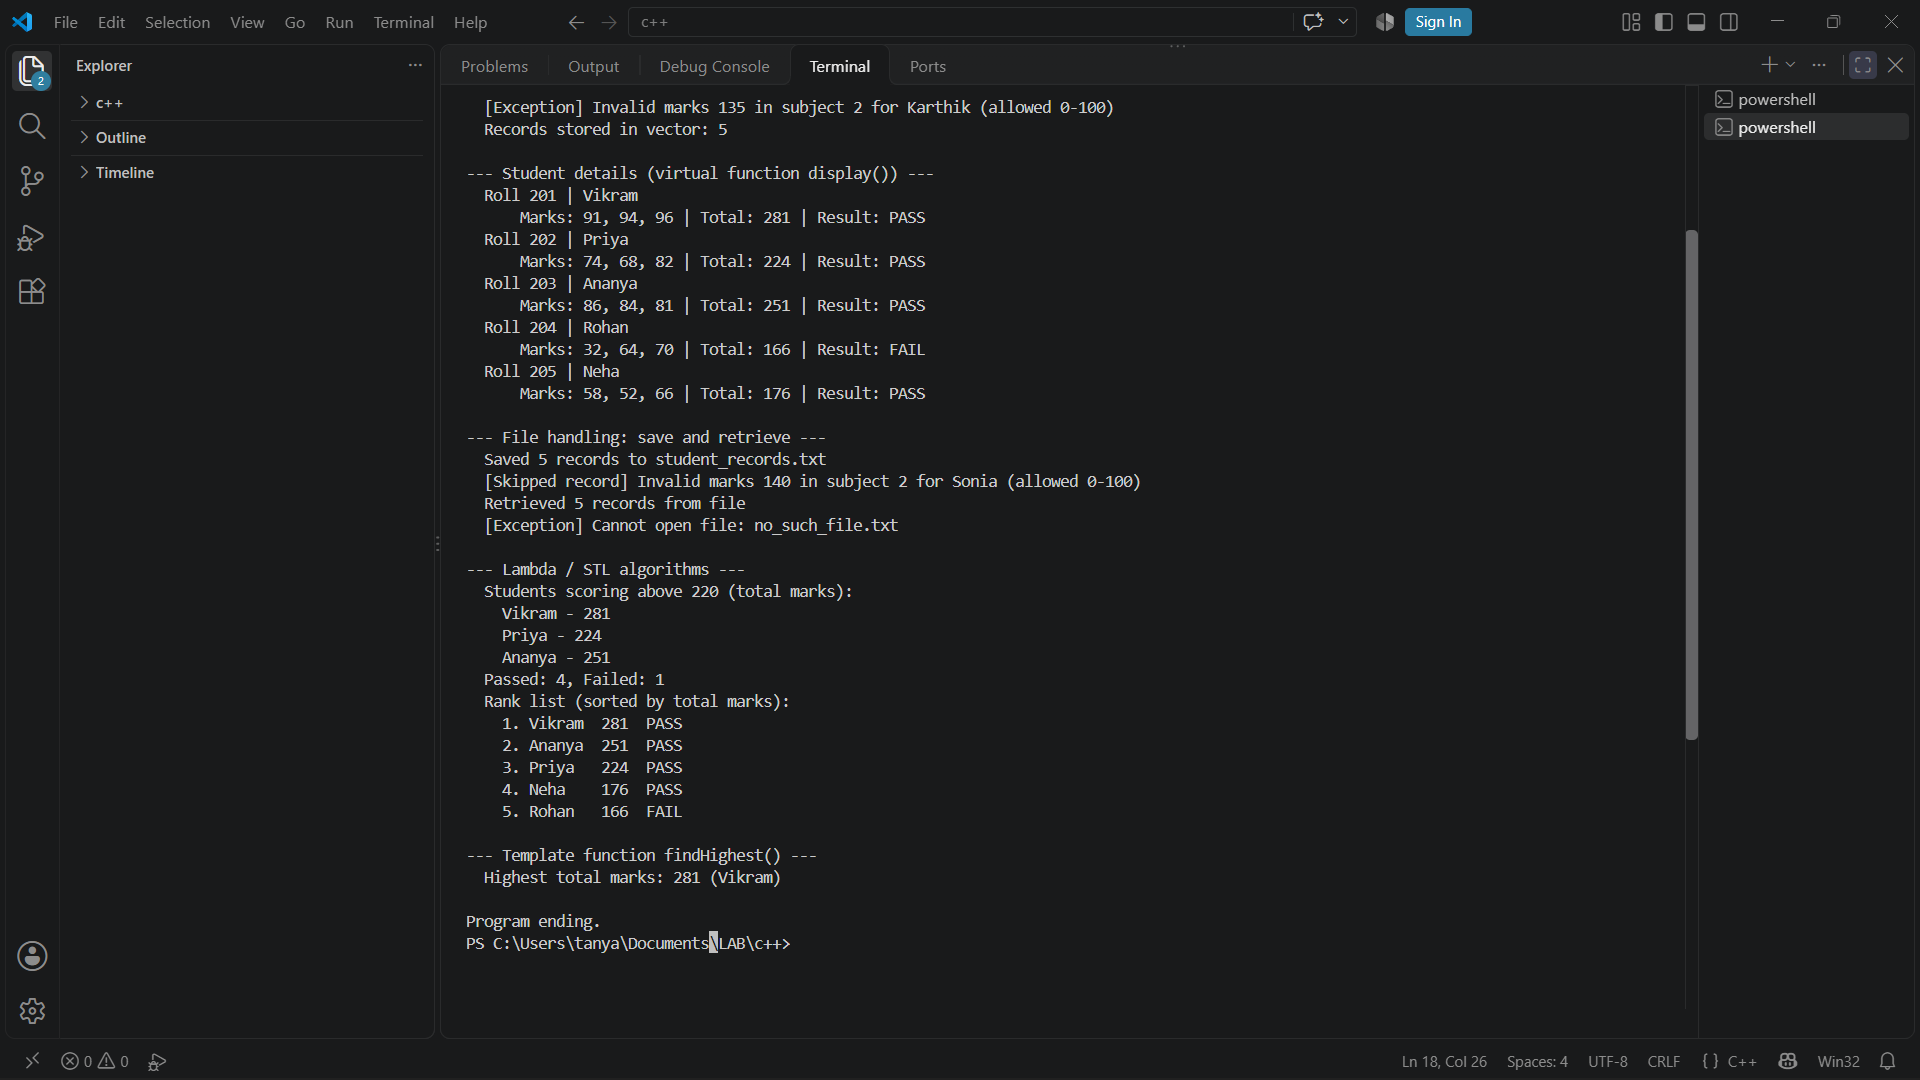 File Edit Selection View Go Run Terminal Help
c++
Sign In
Explorer
2
c++
Outline
Timeline
Problems Output Debug Console Terminal Ports
[Exception] Invalid marks 135 in subject 2 for Karthik (allowed 0-100)
Records stored in vector: 5
--- Student details (virtual function display()) ---
Roll 201 | Vikram
Marks: 91, 94, 96 | Total: 281 | Result: PASS
Roll 202 | Priya
Marks: 74, 68, 82 | Total: 224 | Result: PASS
Roll 203 | Ananya
Marks: 86, 84, 81 | Total: 251 | Result: PASS
Roll 204 | Rohan
Marks: 32, 64, 70 | Total: 166 | Result: FAIL
Roll 205 | Neha
Marks: 58, 52, 66 | Total: 176 | Result: PASS
--- File handling: save and retrieve ---
Saved 5 records to student_records.txt
[Skipped record] Invalid marks 140 in subject 2 for Sonia (allowed 0-100)
Retrieved 5 records from file
[Exception] Cannot open file: no_such_file.txt
--- Lambda / STL algorithms ---
Students scoring above 220 (total marks):
Vikram - 281
Priya - 224
Ananya - 251
Passed: 4, Failed: 1
Rank list (sorted by total marks):
1. Vikram 281 PASS
2. Ananya 251 PASS
3. Priya 224 PASS
4. Neha 176 PASS
5. Rohan 166 FAIL
--- Template function findHighest() ---
Highest total marks: 281 (Vikram)
Program ending.
PS C:\Users\tanya\Documents\LAB\c++>
powershell
powershell
0 0
Ln 18, Col 26 Spaces: 4 UTF-8 CRLF { } C++ Win32